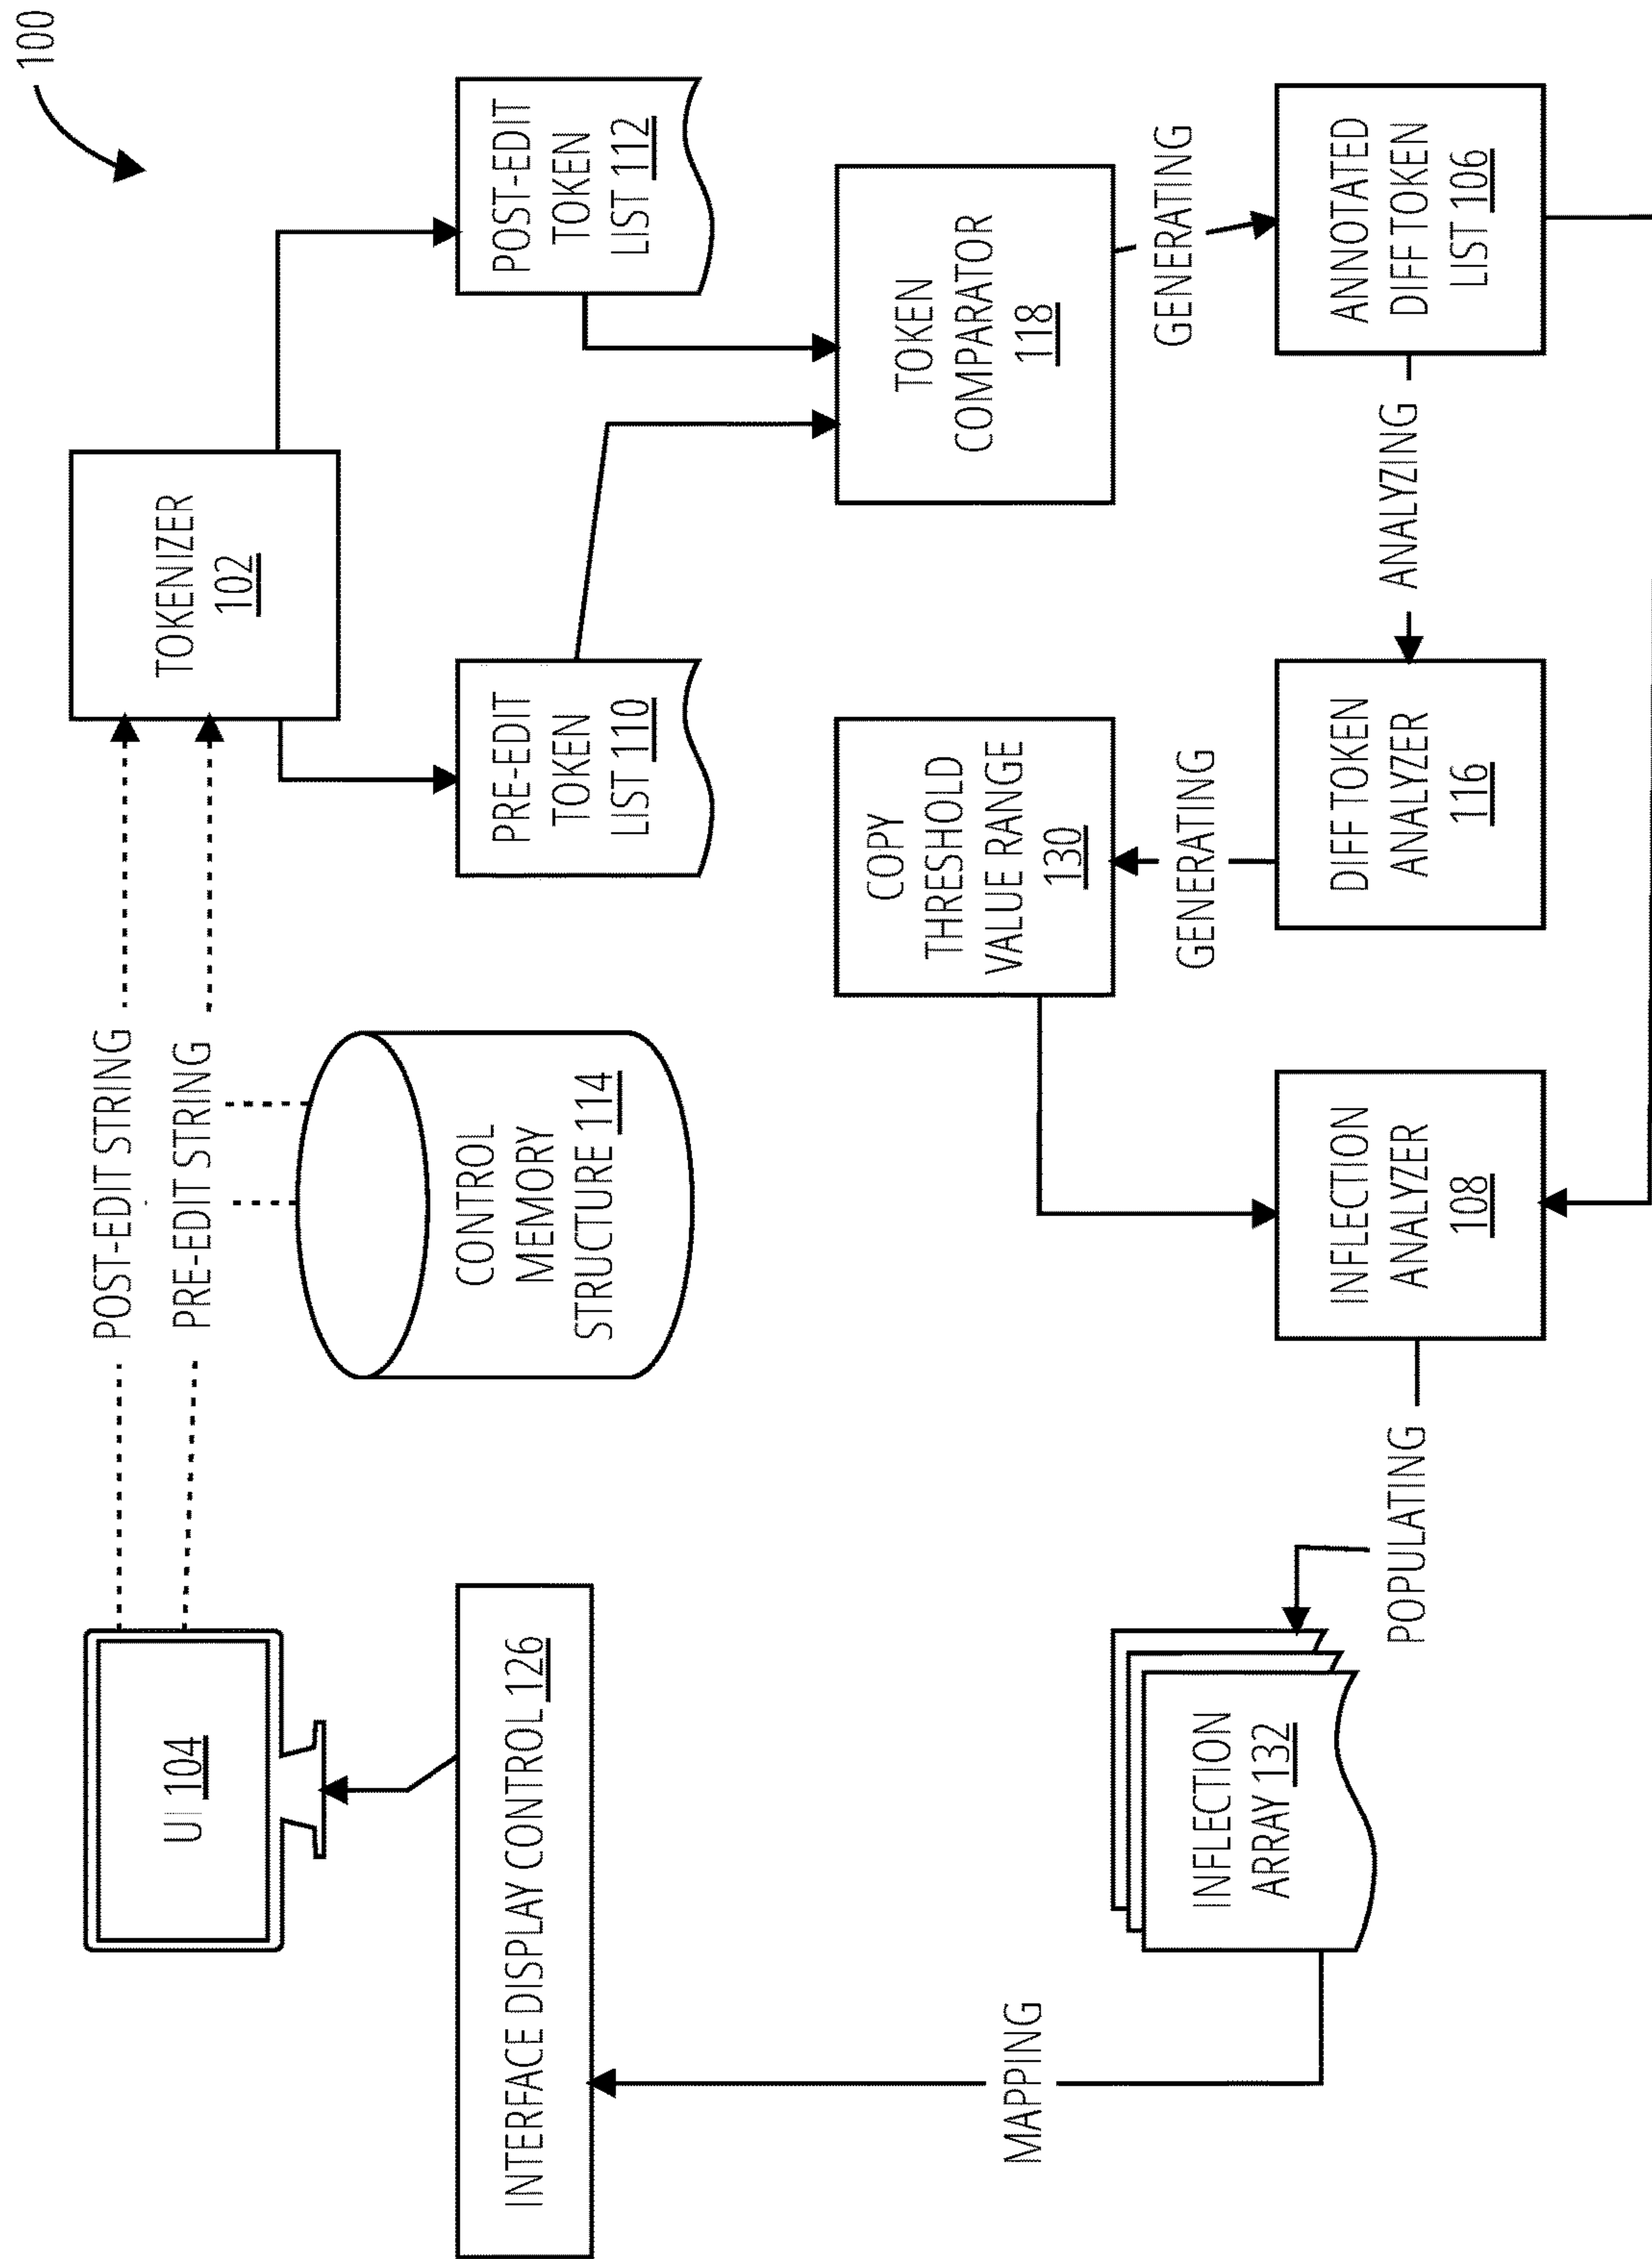 100
UI 104
POST-EDIT STRING
PRE-EDIT STRING
TOKENIZER
102
CONTROL
MEMORY
STRUCTURE 114
INTERFACE DISPLAY CONTROL 126
PRE-EDIT
TOKEN
LIST 110
POST-EDIT
TOKEN
LIST 112
COPY
THRESHOLD
VALUE RANGE
130
TOKEN
COMPARATOR
118
MAPPING
GENERATING
GENERATING
INFLECTION
ARRAY 132
POPULATING
INFLECTION
ANALYZER
108
DIFF TOKEN
ANALYZER
116
ANALYZING
ANNOTATED
DIFF TOKEN
LIST 106